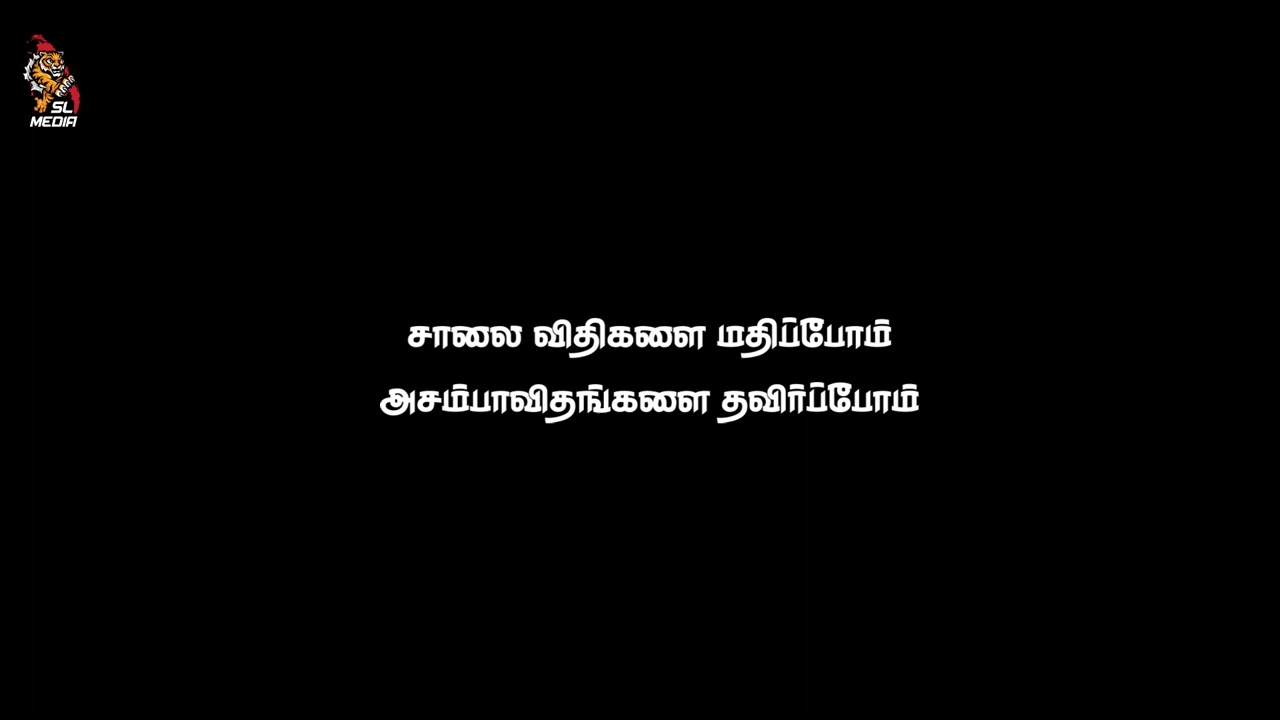 SL
MEDIA
சாலை விதிகளை மதிப்போம்
அசம்பாவிதங்களை தவிர்ப்போம்